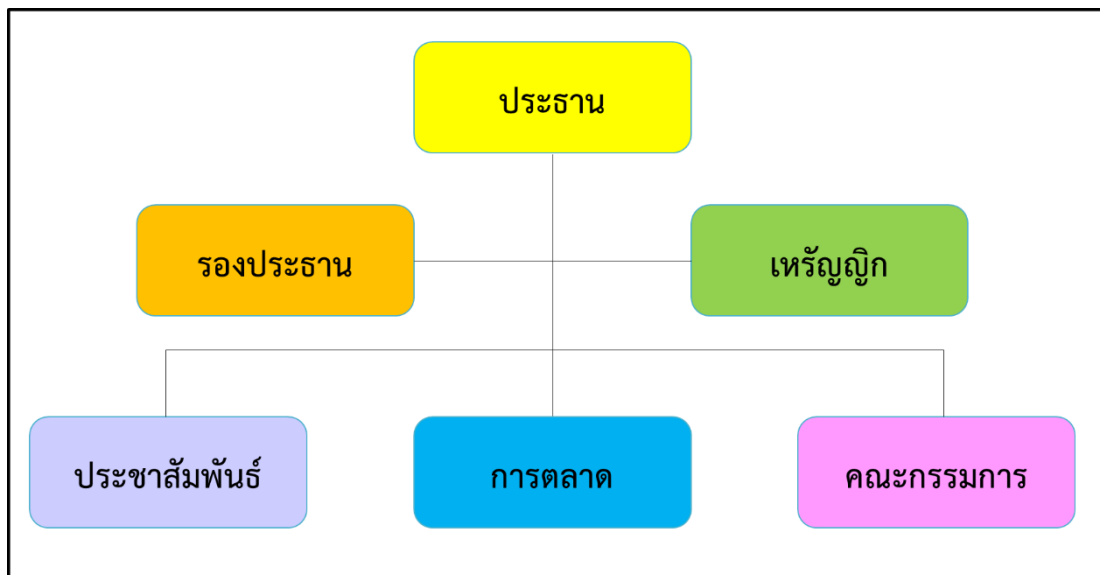 ประธาน
รองประธาน
เหรัญญิก
ประชาสัมพันธ์
การตลาด
คณะกรรมการ